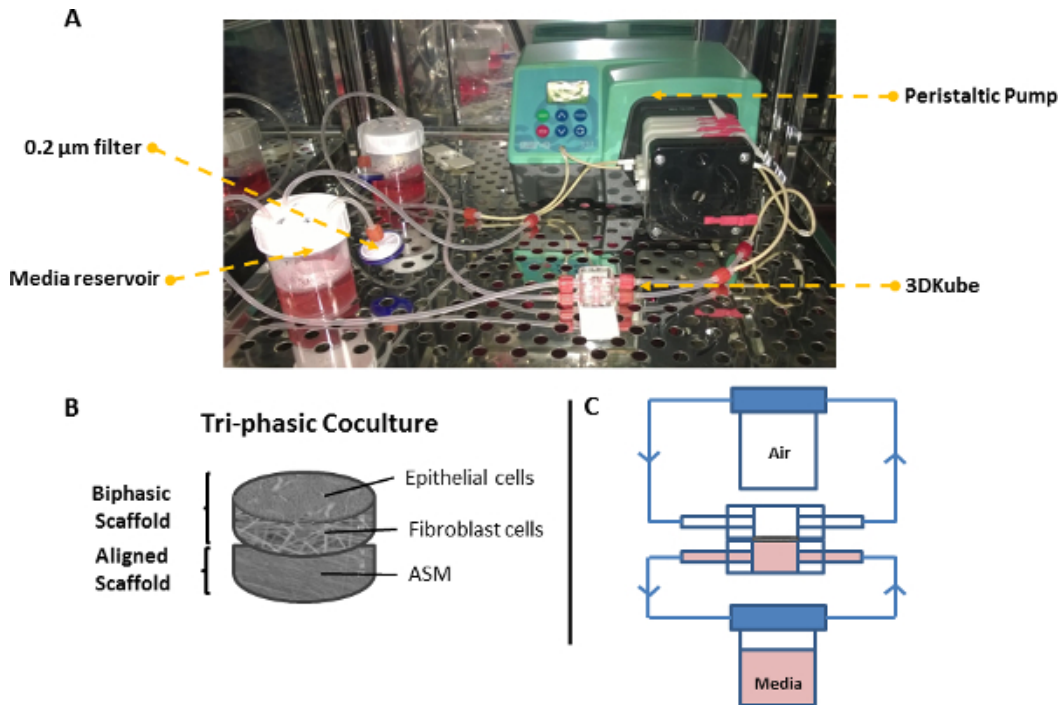 A
Peristaltic Pump
0.2 µm filter
Media reservoir
3DKube
B
C
Tri-phasic Coculture
Air
Biphasic
Scaffold
Epithelial cells
Fibroblast cells
Aligned
Scaffold
ASM
Media